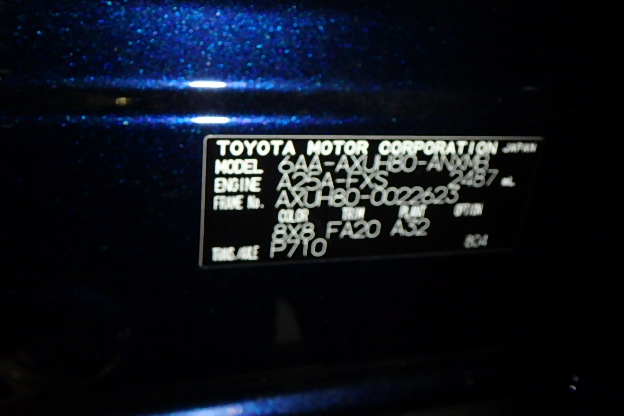 TOYOTA MOTOR CORPORATION JAPAN
MODEL 6AA-AXUH80-ANXMB
ENGINE A25A-FXS 2487 mL
FRAME No. AXUH80-0022623
COLOR TRIM PLANT OPTION
8X8 FA20 A32
TRANS/AXLE P710 804